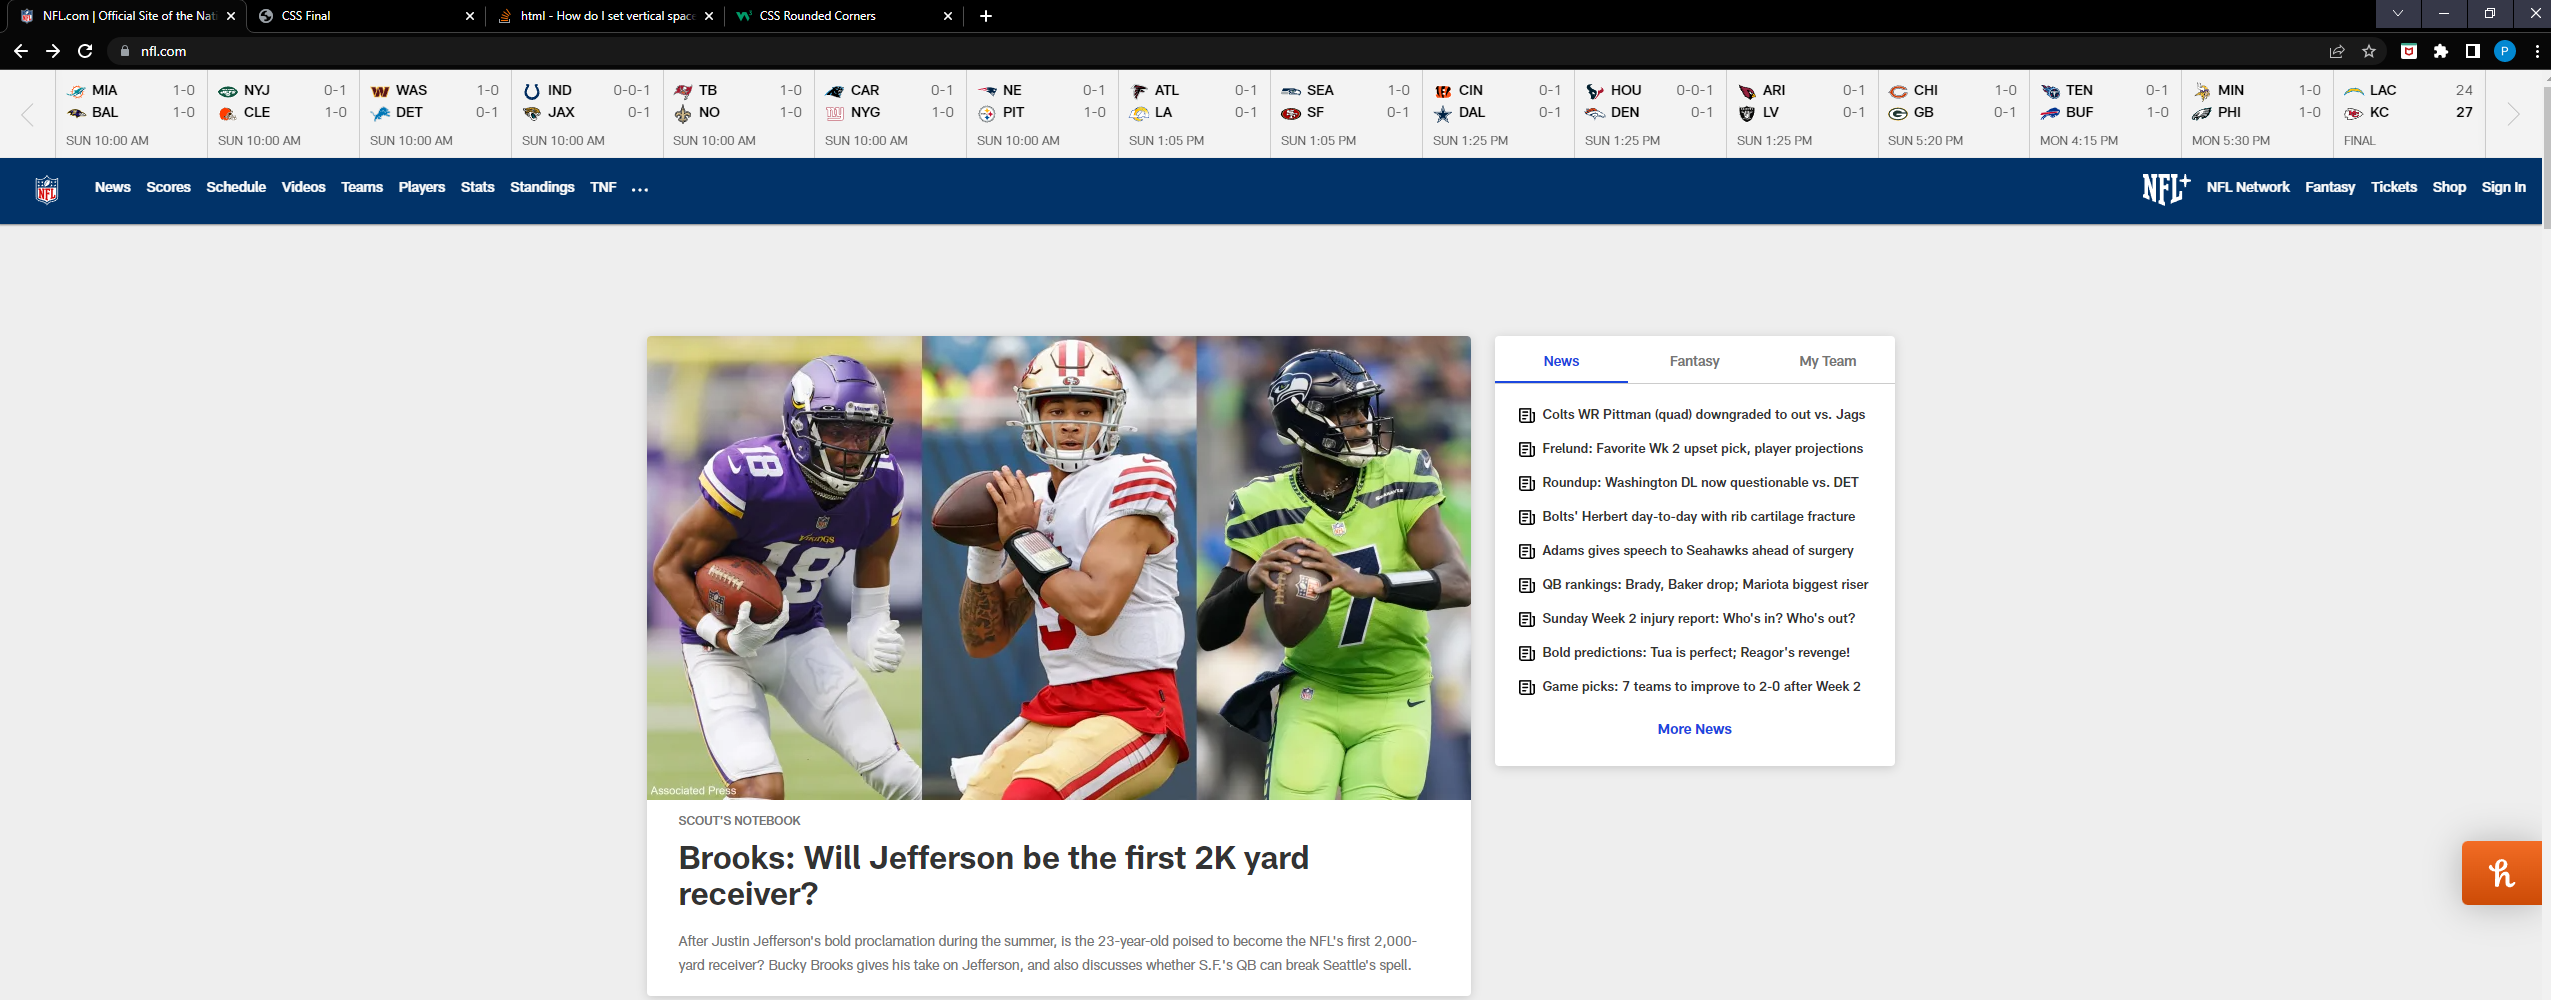 NFL.com | Official Site of the Nati
CSS Final
html - How do I set vertical space
CSS Rounded Corners
nfl.com
P
MIA 1-0
BAL 1-0
SUN 10:00 AM
NYJ 0-1
CLE 1-0
SUN 10:00 AM
WAS 1-0
DET 0-1
SUN 10:00 AM
IND 0-0-1
JAX 0-1
SUN 10:00 AM
TB 1-0
NO 1-0
SUN 10:00 AM
CAR 0-1
NYG 1-0
SUN 10:00 AM
NE 0-1
PIT 1-0
SUN 10:00 AM
ATL 0-1
LA 0-1
SUN 1:05 PM
SEA 1-0
SF 0-1
SUN 1:05 PM
CIN 0-1
DAL 0-1
SUN 1:25 PM
HOU 0-0-1
DEN 0-1
SUN 1:25 PM
ARI 0-1
LV 0-1
SUN 1:25 PM
CHI 1-0
GB 0-1
SUN 5:20 PM
TEN 0-1
BUF 1-0
MON 4:15 PM
MIN 1-0
PHI 1-0
MON 5:30 PM
LAC 24
KC 27
FINAL
NFL News Scores Schedule Videos Teams Players Stats Standings TNF ...
NFL+ NFL Network Fantasy Tickets Shop Sign In
18
VIKINGS
18
5
7
Associated Press
SCOUT'S NOTEBOOK
Brooks: Will Jefferson be the first 2K yard
receiver?
After Justin Jefferson's bold proclamation during the summer, is the 23-year-old poised to become the NFL's first 2,000-
yard receiver? Bucky Brooks gives his take on Jefferson, and also discusses whether S.F.'s QB can break Seattle's spell.
News Fantasy My Team
Colts WR Pittman (quad) downgraded to out vs. Jags
Frelund: Favorite Wk 2 upset pick, player projections
Roundup: Washington DL now questionable vs. DET
Bolts' Herbert day-to-day with rib cartilage fracture
Adams gives speech to Seahawks ahead of surgery
QB rankings: Brady, Baker drop; Mariota biggest riser
Sunday Week 2 injury report: Who's in? Who's out?
Bold predictions: Tua is perfect; Reagor's revenge!
Game picks: 7 teams to improve to 2-0 after Week 2
More News
h